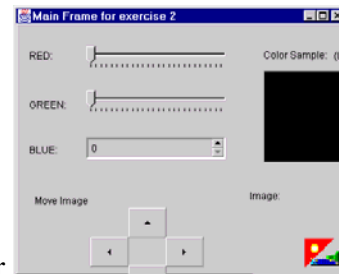 Main Frame for exercise 2
RED:
Color Sample: (
GREEN:
BLUE:
0
Move Image
Image: